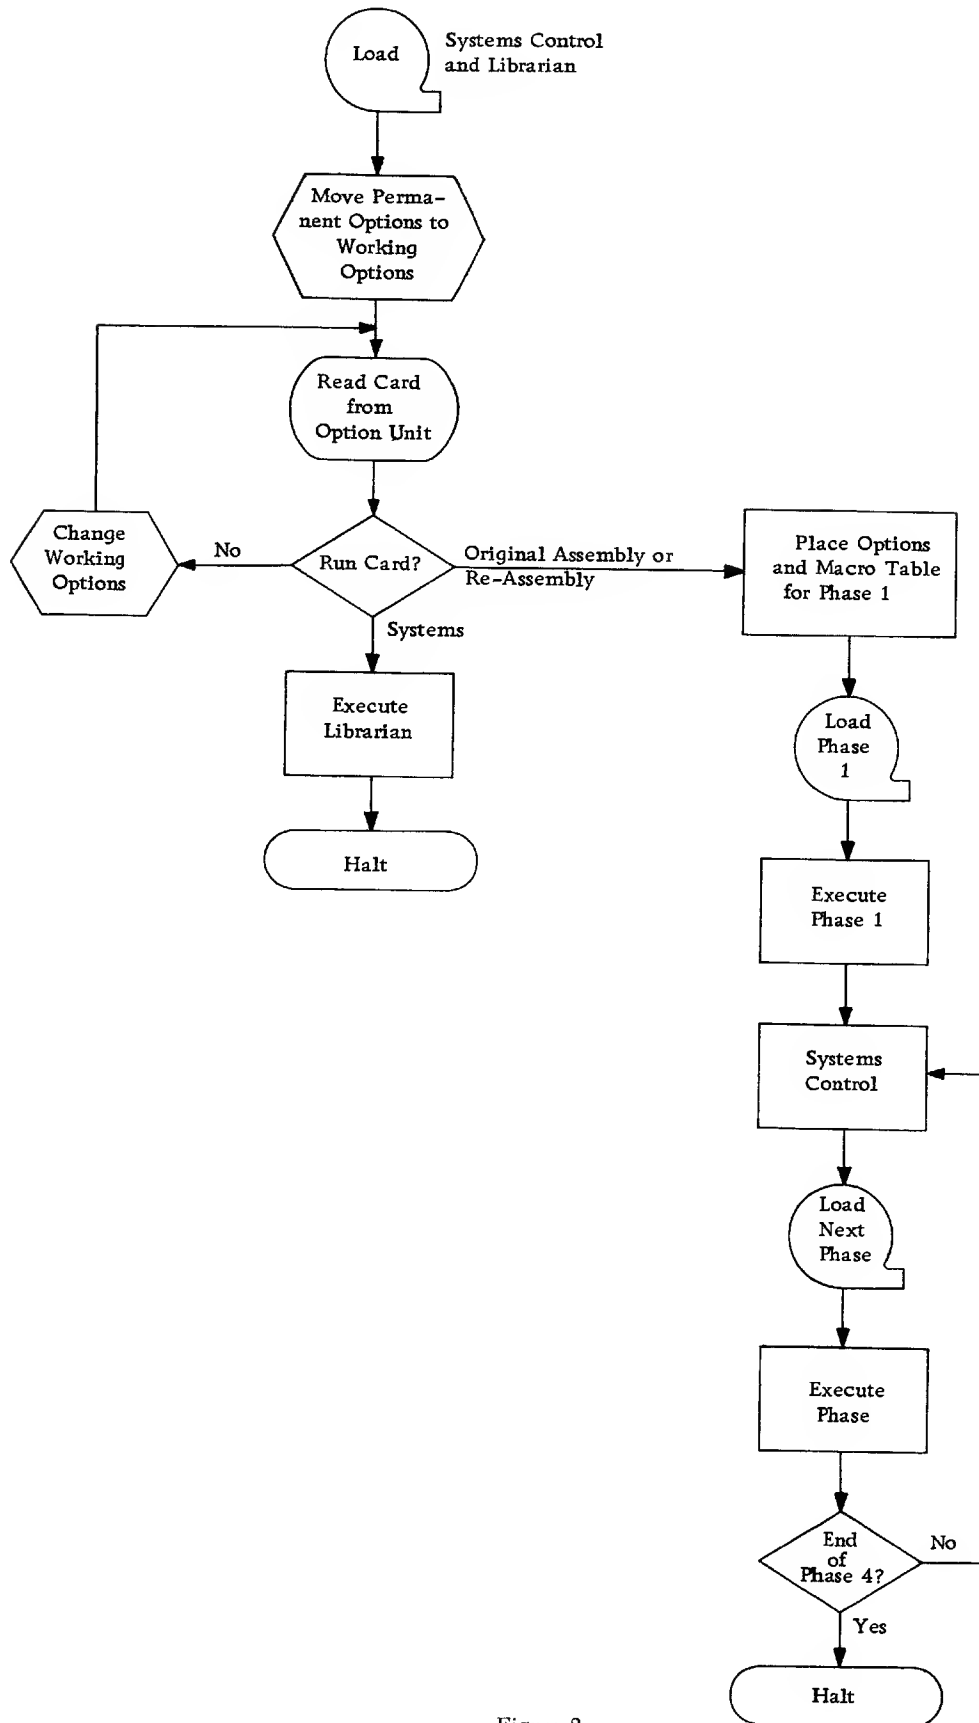 Load
Systems Control
and Librarian
Move Perma-
nent Options to
Working
Options
Read Card
from
Option Unit
Change
Working
Options
No
Run Card?
Original Assembly or
Re-Assembly
Systems
Place Options
and Macro Table
for Phase 1
Execute
Librarian
Halt
Load
Phase
1
Execute
Phase 1
Systems
Control
Load
Next
Phase
Execute
Phase
End
of
Phase 4?
No
Yes
Halt